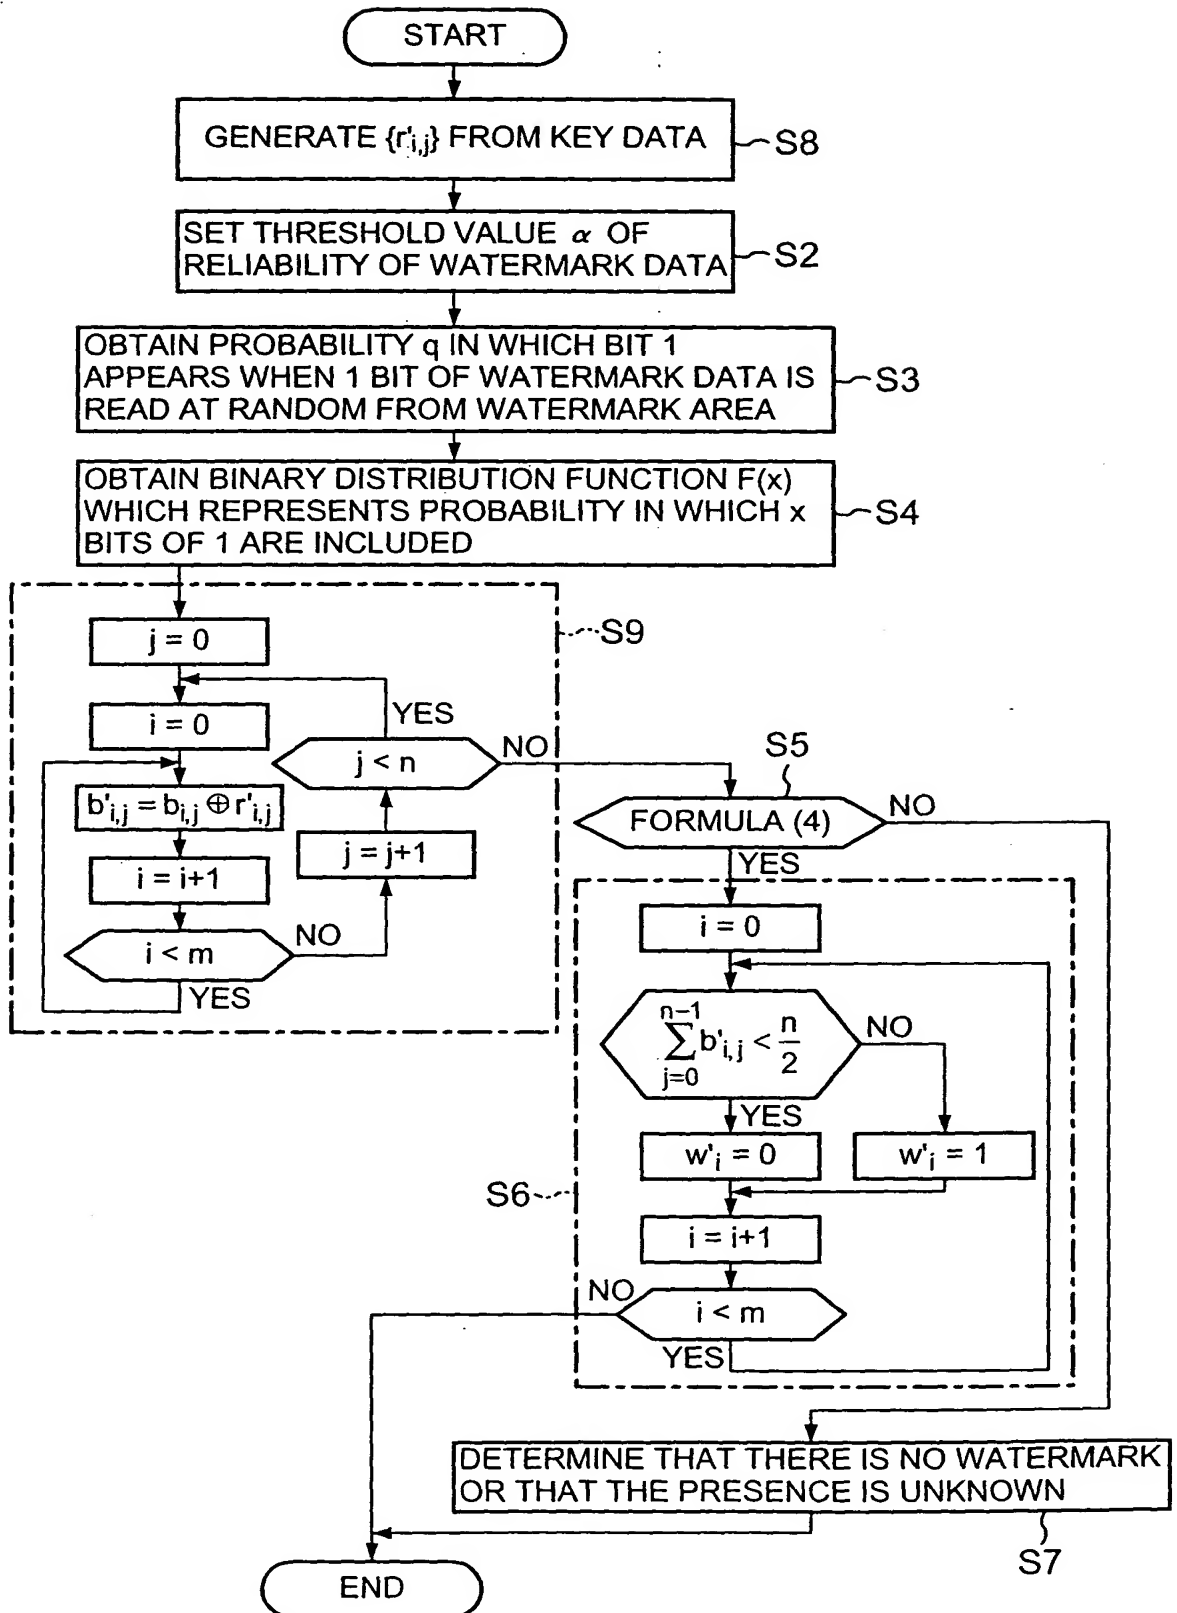 START
GENERATE {r'i,j} FROM KEY DATA
S8
SET THRESHOLD VALUE α OF
RELIABILITY OF WATERMARK DATA
S2
OBTAIN PROBABILITY q IN WHICH BIT 1
APPEARS WHEN 1 BIT OF WATERMARK DATA IS
READ AT RANDOM FROM WATERMARK AREA
S3
OBTAIN BINARY DISTRIBUTION FUNCTION F(x)
WHICH REPRESENTS PROBABILITY IN WHICH x
BITS OF 1 ARE INCLUDED
S4
j = 0
S9
i = 0
YES
j < n
NO
b'i,j = bi,j ⊕ r'i,j
j = j+1
i = i+1
i < m
NO
YES
S5
FORMULA (4)
NO
YES
i = 0
n−1
∑ b'i,j < n/2
j=0
NO
YES
w'i = 0
w'i = 1
S6
i = i+1
NO
i < m
YES
DETERMINE THAT THERE IS NO WATERMARK
OR THAT THE PRESENCE IS UNKNOWN
S7
END